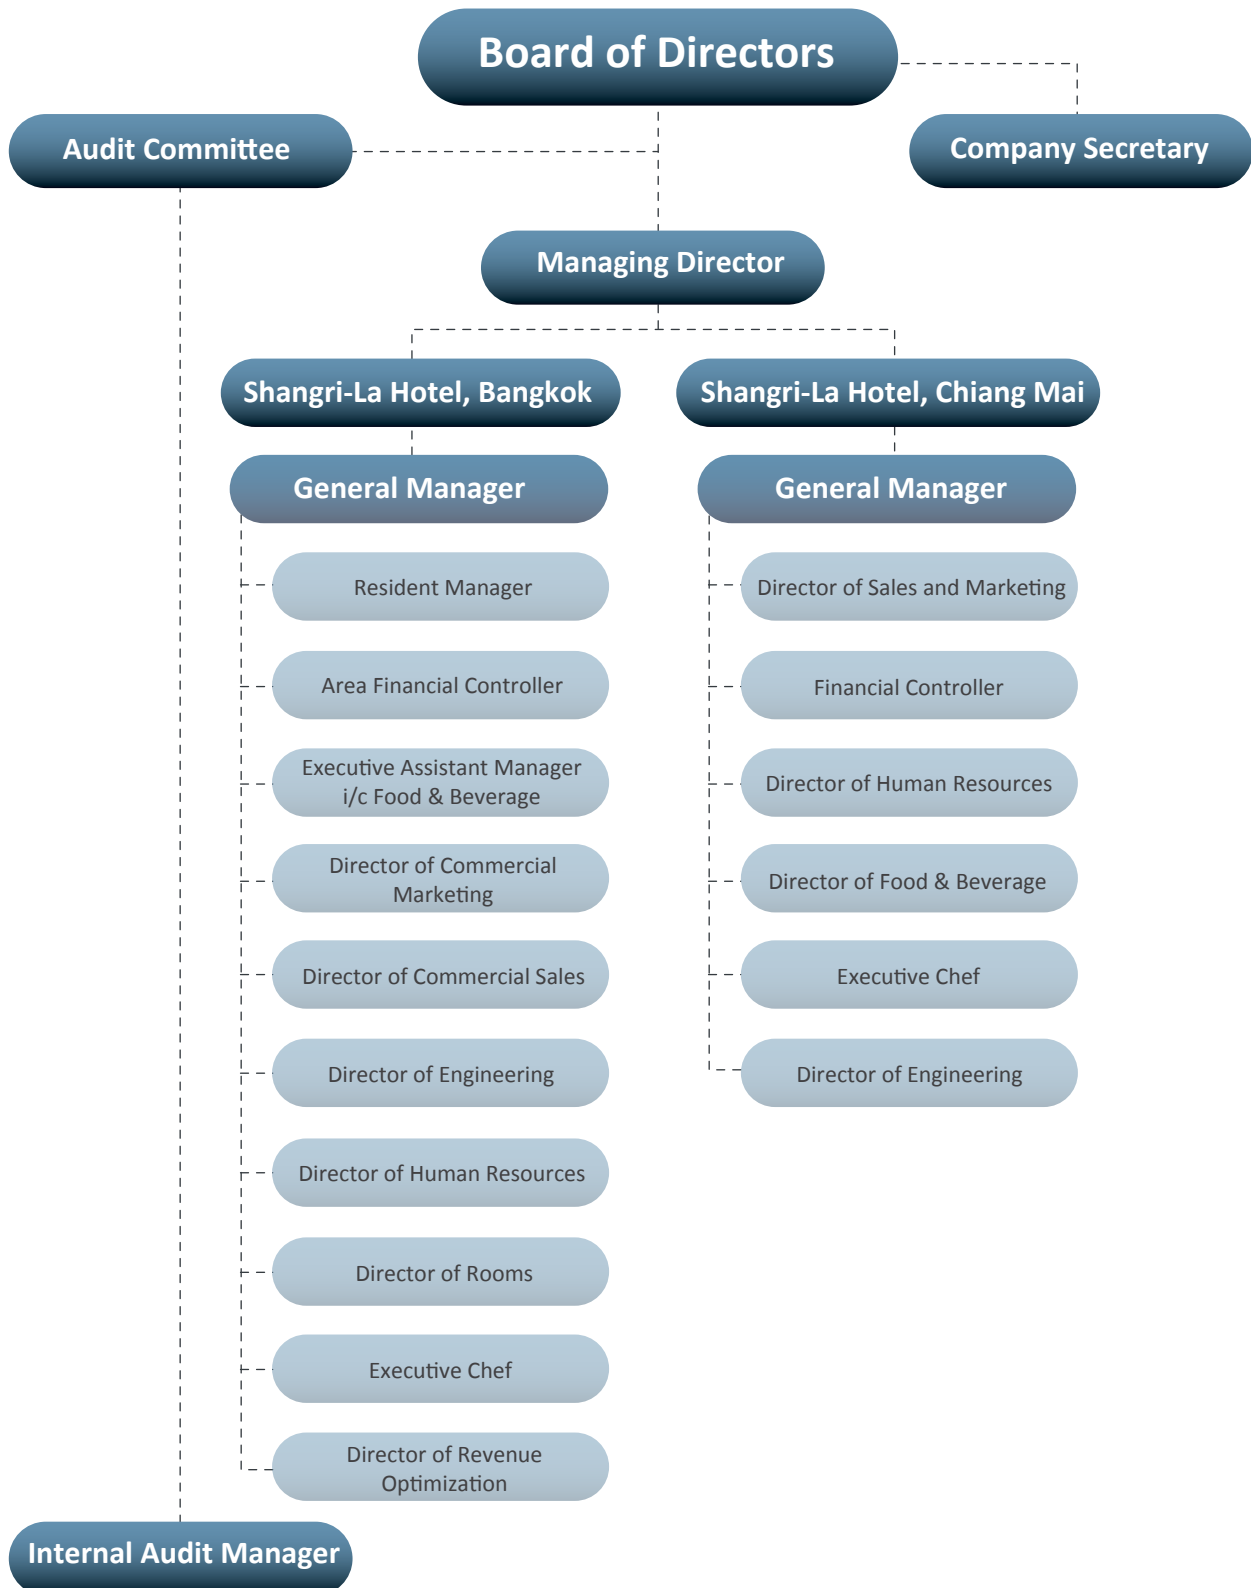 Board of Directors
Audit Committee
Company Secretary
Managing Director
Shangri-La Hotel, Bangkok
Shangri-La Hotel, Chiang Mai
General Manager
General Manager
Resident Manager
Director of Sales and Marketing
Area Financial Controller
Financial Controller
Executive Assistant Manager
i/c Food & Beverage
Director of Human Resources
Director of Commercial
Marketing
Director of Food & Beverage
Director of Commercial Sales
Executive Chef
Director of Engineering
Director of Engineering
Director of Human Resources
Director of Rooms
Executive Chef
Director of Revenue
Optimization
Internal Audit Manager